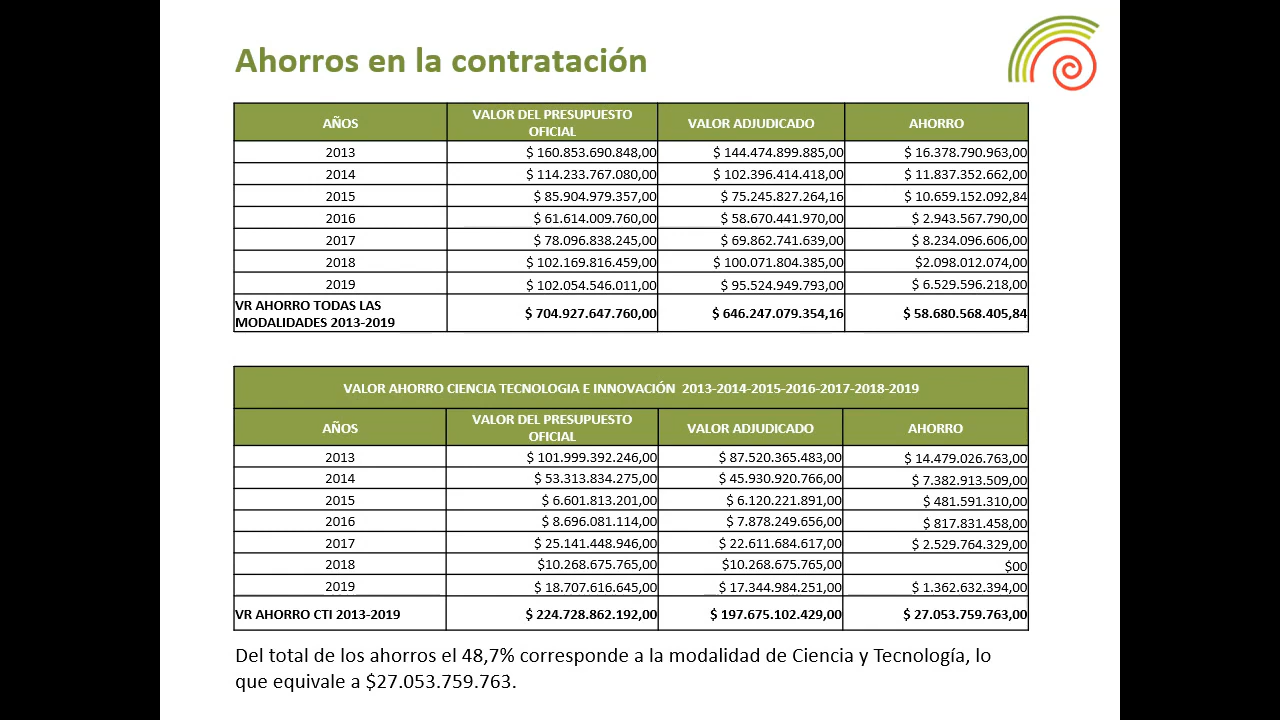 Ahorros en la contratación
AÑOS VALOR DEL PRESUPUESTO OFICIAL VALOR ADJUDICADO AHORRO
2013 $ 160.853.690.848,00 $ 144.474.899.885,00 $ 16.378.790.963,00
2014 $ 114.233.767.080,00 $ 102.396.414.418,00 $ 11.837.352.662,00
2015 $ 85.904.979.357,00 $ 75.245.827.264,16 $ 10.659.152.092,84
2016 $ 61.614.009.760,00 $ 58.670.441.970,00 $ 2.943.567.790,00
2017 $ 78.096.838.245,00 $ 69.862.741.639,00 $ 8.234.096.606,00
2018 $ 102.169.816.459,00 $ 100.071.804.385,00 $2.098.012.074,00
2019 $ 102.054.546.011,00 $ 95.524.949.793,00 $ 6.529.596.218,00
VR AHORRO TODAS LAS MODALIDADES 2013-2019 $ 704.927.647.760,00 $ 646.247.079.354,16 $ 58.680.568.405,84
VALOR AHORRO CIENCIA TECNOLOGIA E INNOVACIÓN 2013-2014-2015-2016-2017-2018-2019
AÑOS VALOR DEL PRESUPUESTO OFICIAL VALOR ADJUDICADO AHORRO
2013 $ 101.999.392.246,00 $ 87.520.365.483,00 $ 14.479.026.763,00
2014 $ 53.313.834.275,00 $ 45.930.920.766,00 $ 7.382.913.509,00
2015 $ 6.601.813.201,00 $ 6.120.221.891,00 $ 481.591.310,00
2016 $ 8.696.081.114,00 $ 7.878.249.656,00 $ 817.831.458,00
2017 $ 25.141.448.946,00 $ 22.611.684.617,00 $ 2.529.764.329,00
2018 $10.268.675.765,00 $10.268.675.765,00 $00
2019 $ 18.707.616.645,00 $ 17.344.984.251,00 $ 1.362.632.394,00
VR AHORRO CTI 2013-2019 $ 224.728.862.192,00 $ 197.675.102.429,00 $ 27.053.759.763,00
Del total de los ahorros el 48,7% corresponde a la modalidad de Ciencia y Tecnología, lo
que equivale a $27.053.759.763.